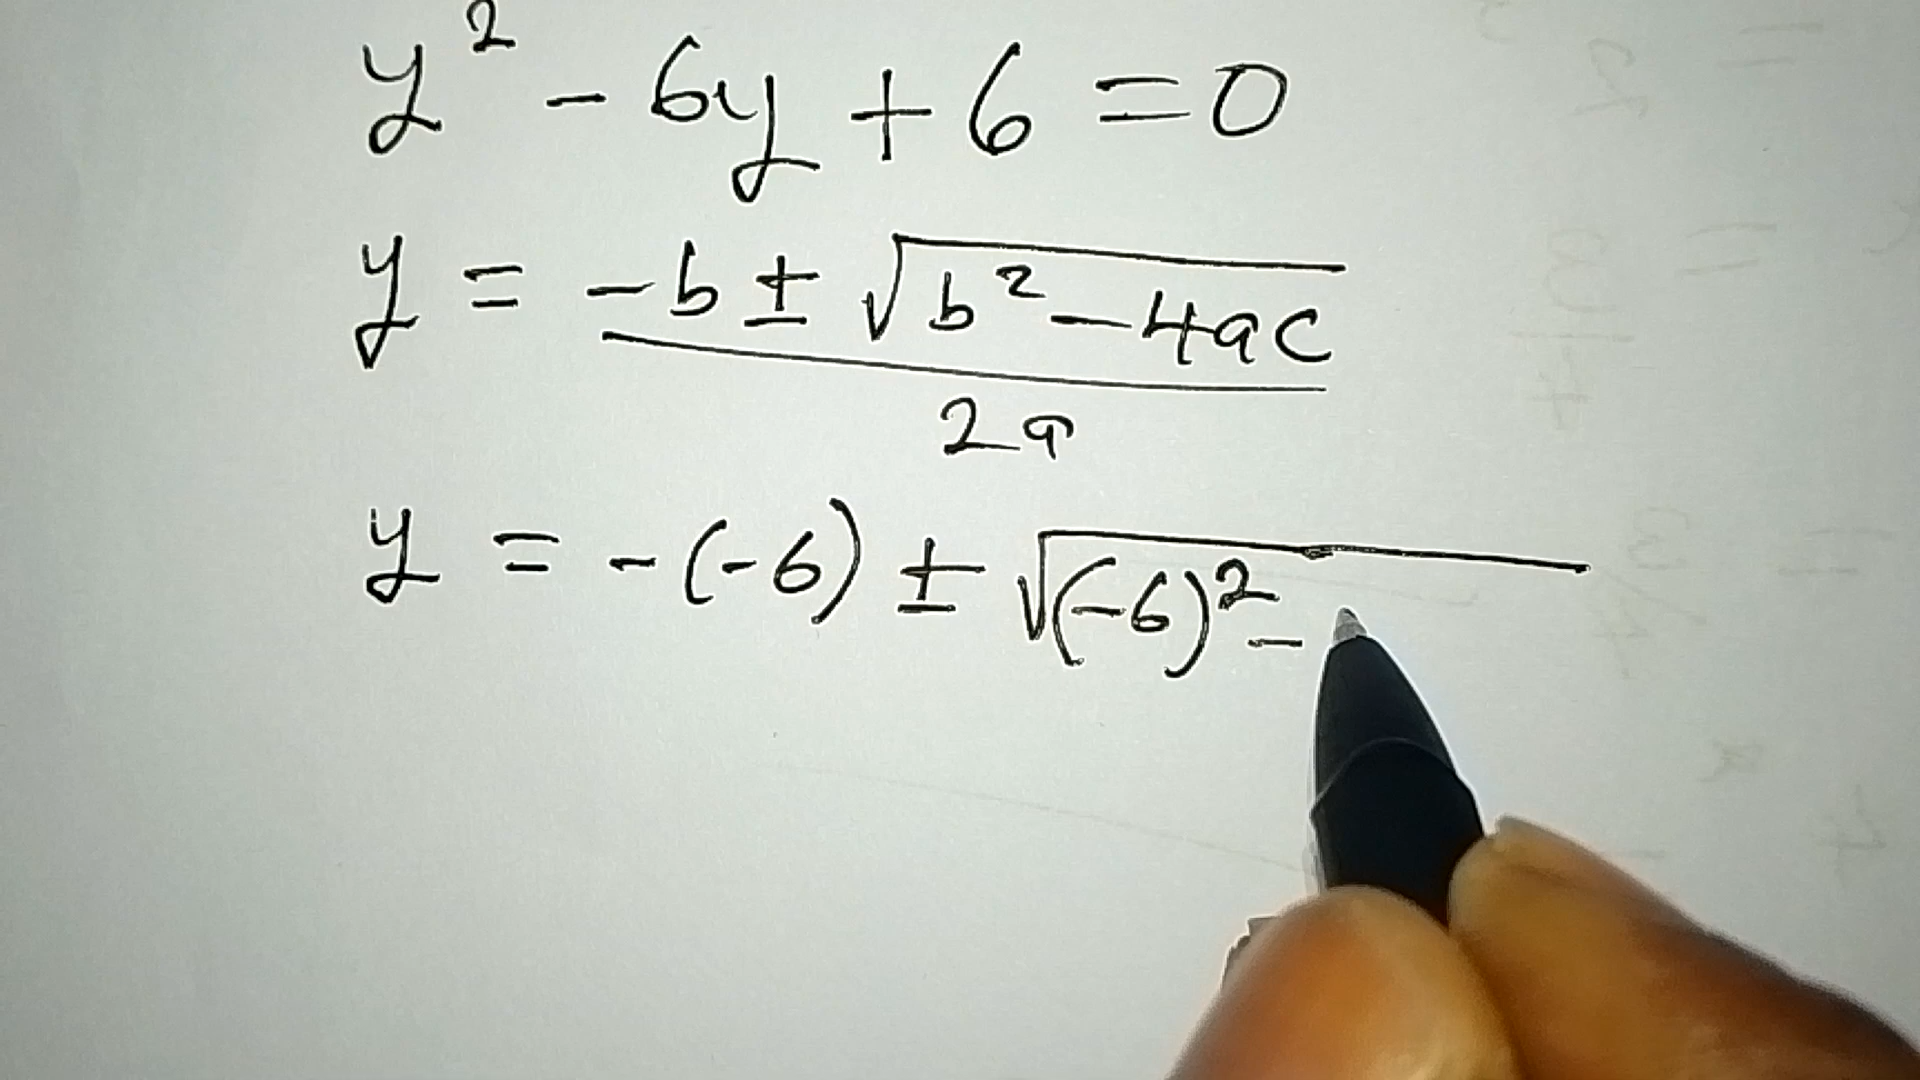 y² - 6y + 6 = 0
y = -b ± √b² - 4ac
2a
y = -(-6) ± √(-6)² -